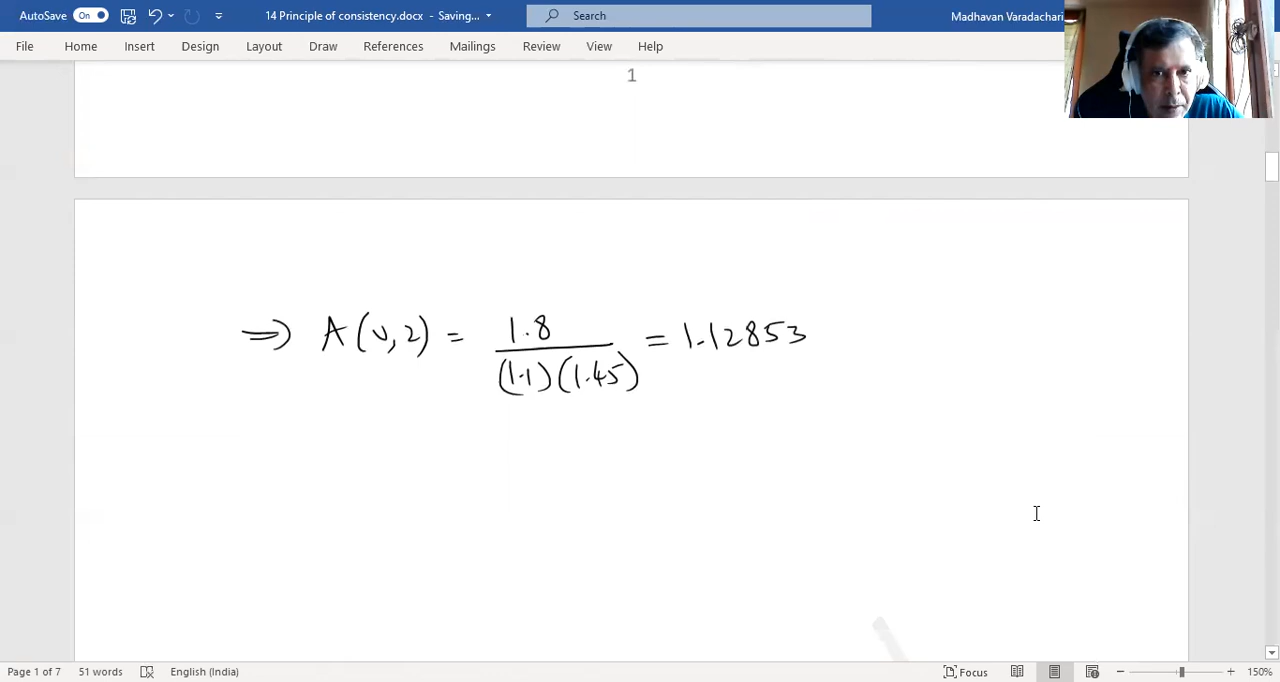 AutoSave On 14 Principle of consistency.docx - Saving... Search Madhavan Varadachari
File Home Insert Design Layout Draw References Mailings Review View Help
1
⇒ A(0,2) = 1.8 / (1.1)(1.45) = 1.12853
Page 1 of 7 51 words English (India) Focus 150%